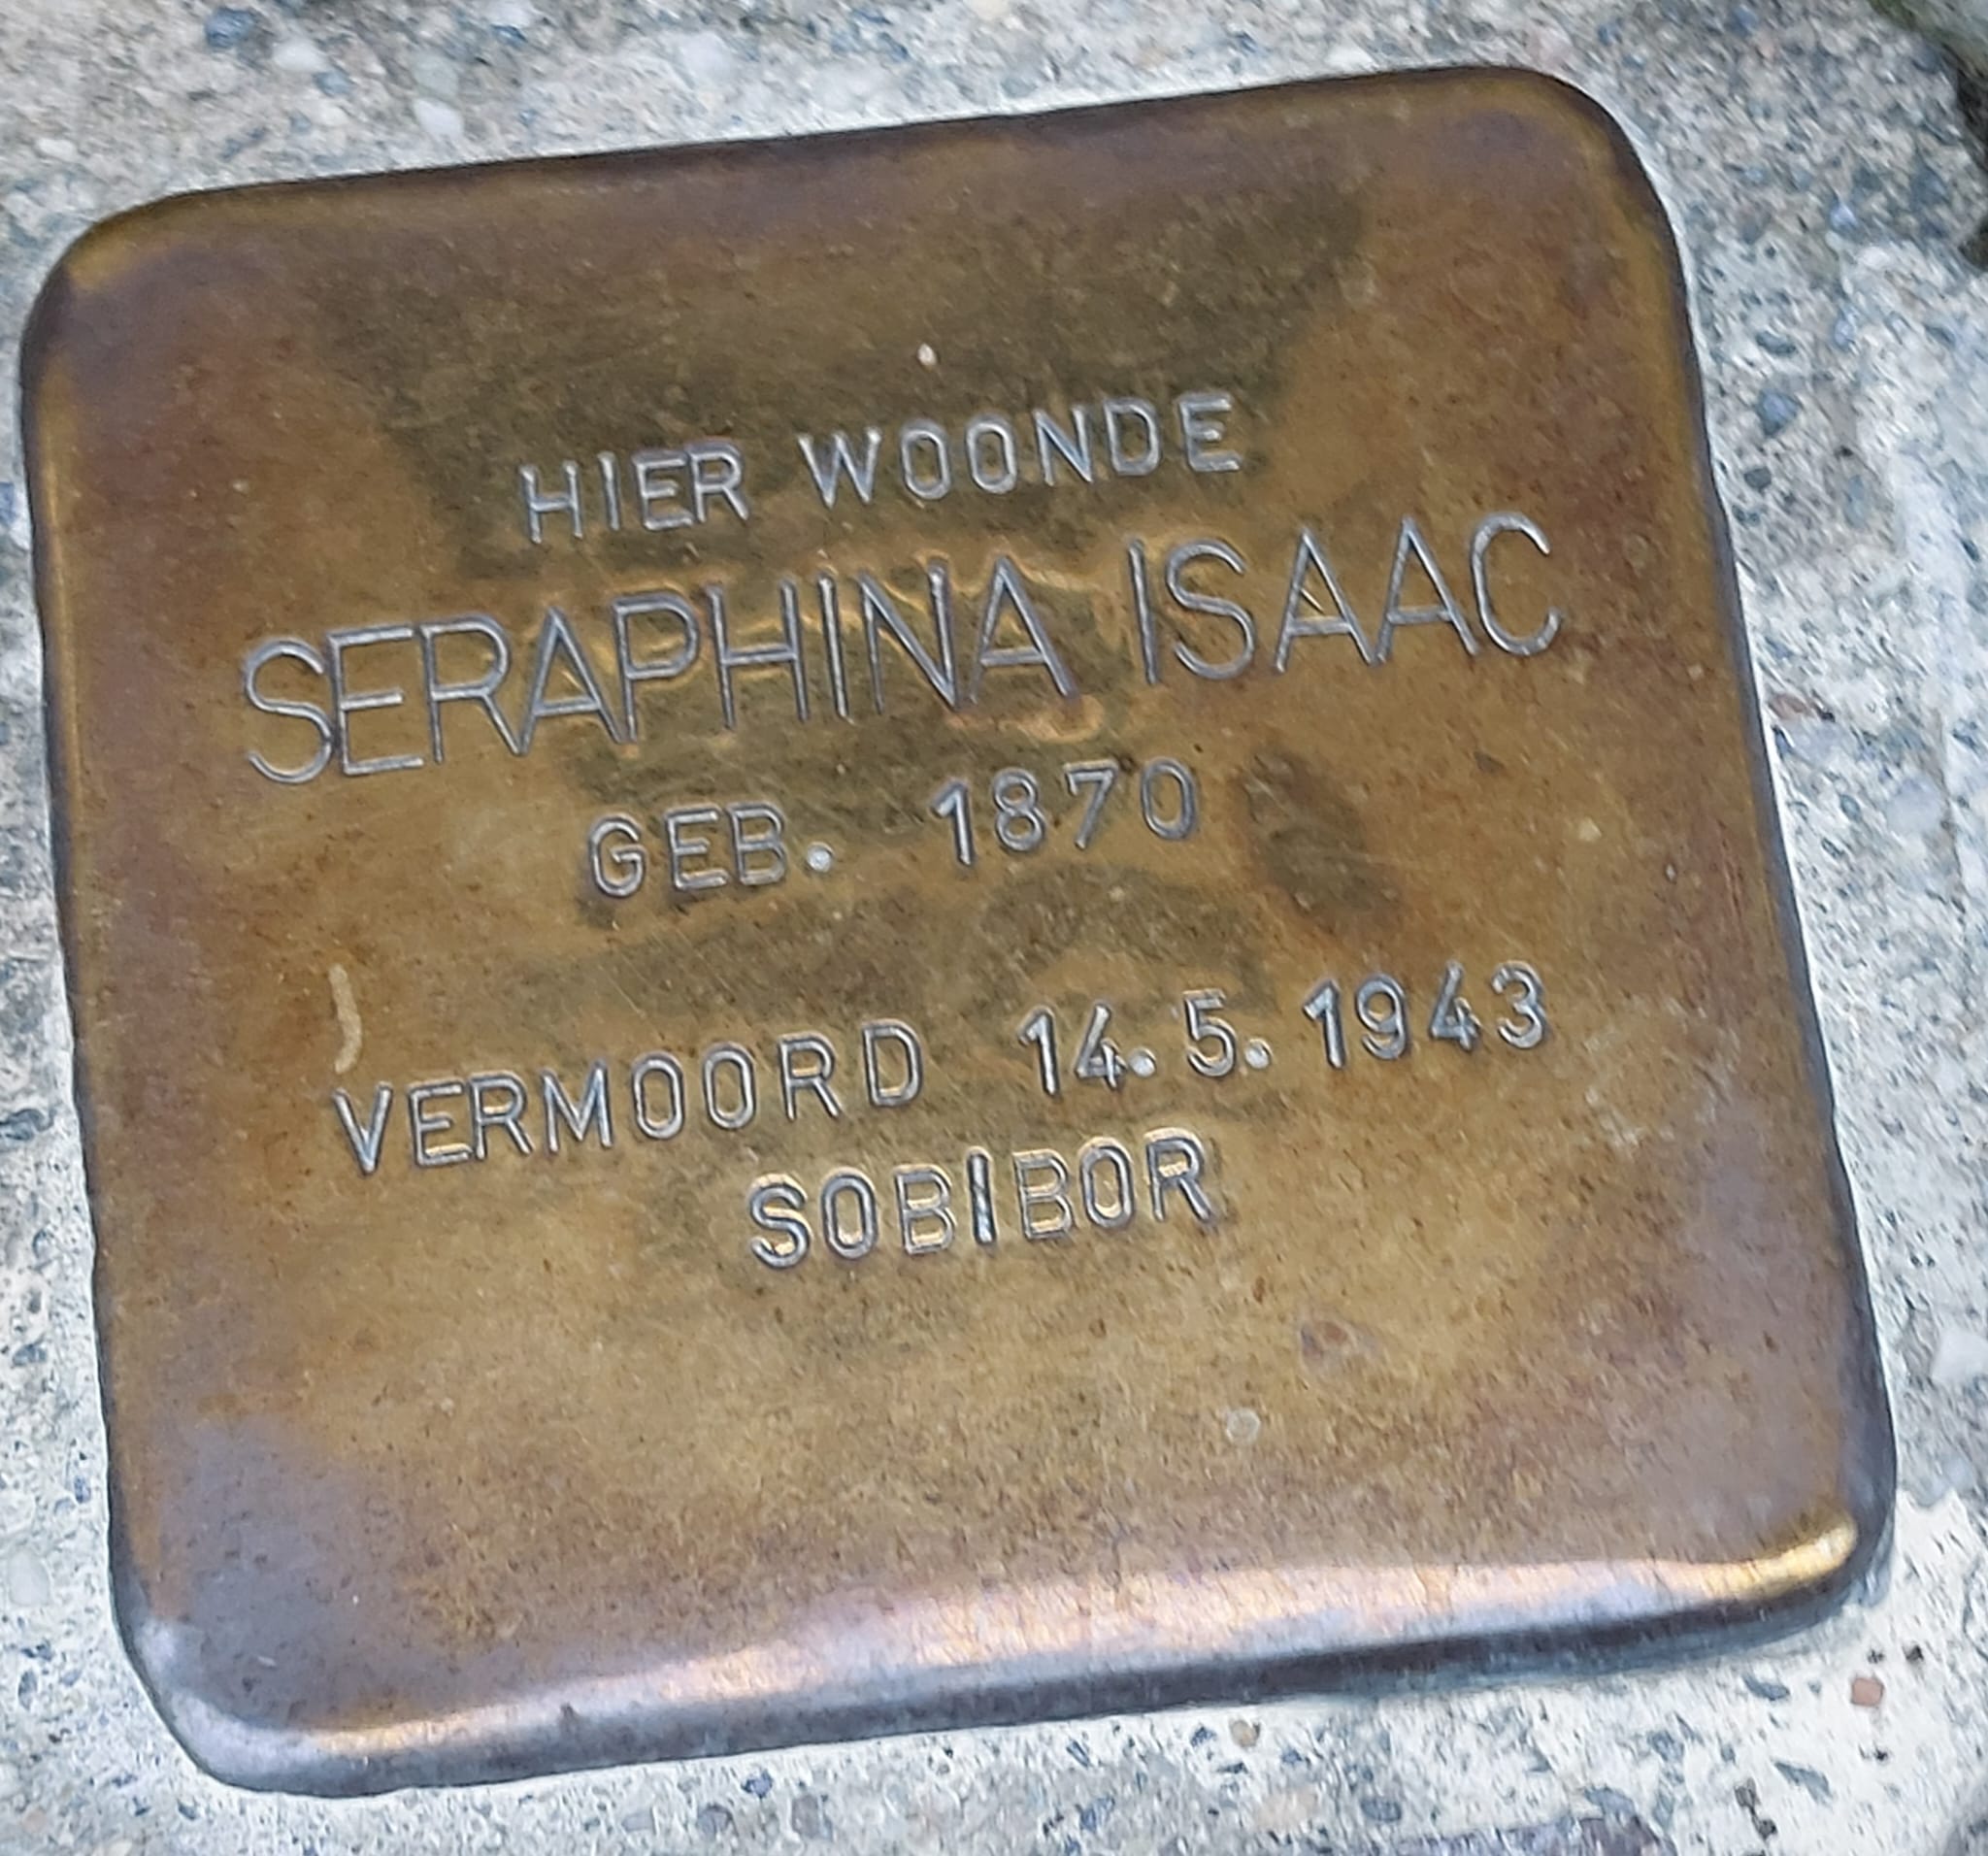 HIER WOONDE
SERAPHINA ISAAC
GEB. 1870
VERMOORD 14.5.1943
SOBIBOR